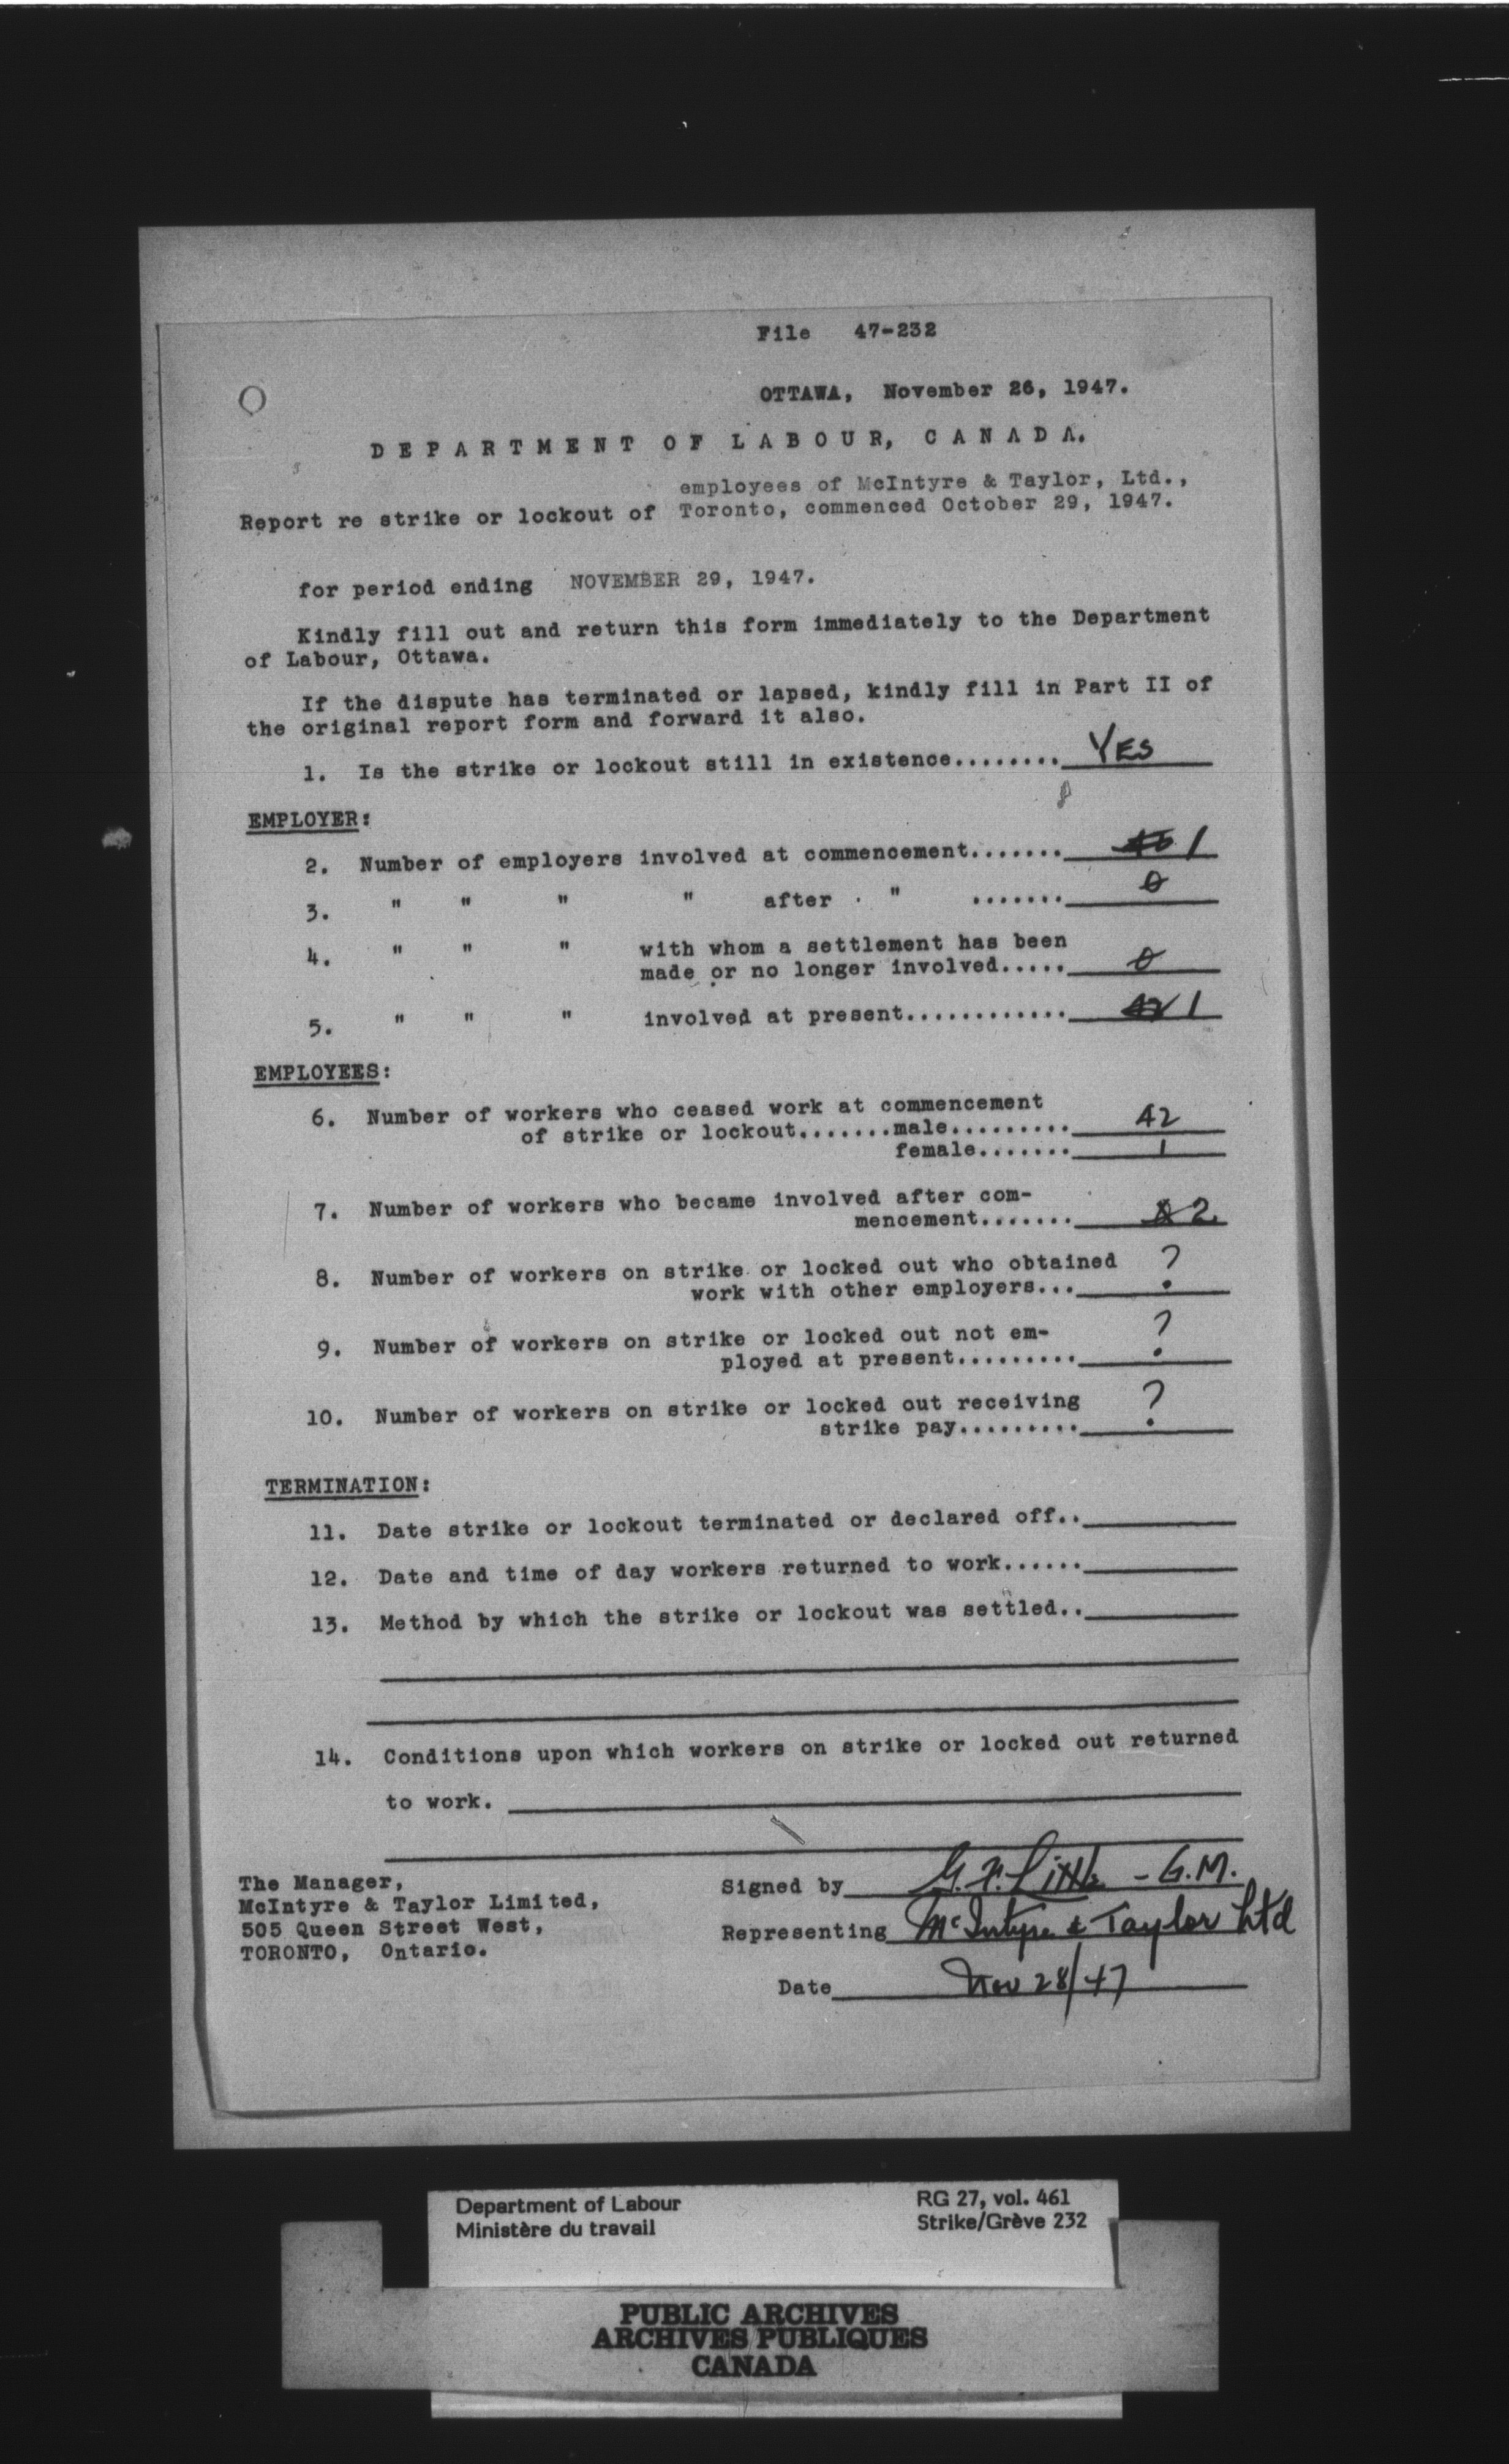 File 47-232
OTTAWA, November 26, 1947.
DEPARTMENT OF LABOUR, CANADA.
employees of McIntyre & Taylor, Ltd.,
Report re strike or lockout of Toronto, commenced October 29, 1947.
for period ending NOVEMBER 29, 1947.
Kindly fill out and return this form immediately to the Department
of Labour, Ottawa.
If the dispute has terminated or lapsed, kindly fill in Part II of
the original report form and forward it also.
1. Is the strike or lockout still in existence........ YES
EMPLOYER:
2. Number of employers involved at commencement....... 1
3. " " " " after " ....... 0
4. " " " with whom a settlement has been
made or no longer involved..... 0
5. " " " involved at present............ 1
EMPLOYEES:
6. Number of workers who ceased work at commencement
of strike or lockout.......male......... 42
female....... 1
7. Number of workers who became involved after com-
mencement....... 2.
8. Number of workers on strike or locked out who obtained
work with other employers... ?
9. Number of workers on strike or locked out not em-
ployed at present......... ?
10. Number of workers on strike or locked out receiving
strike pay......... ?
TERMINATION:
11. Date strike or lockout terminated or declared off..
12. Date and time of day workers returned to work......
13. Method by which the strike or lockout was settled..
14. Conditions upon which workers on strike or locked out returned
to work.
The Manager,
McIntyre & Taylor Limited,
505 Queen Street West,
TORONTO, Ontario.
Signed by G. Little - G.M.
Representing McIntyre & Taylor Ltd
Date Nov 28/47
Department of Labour
Ministère du travail
RG 27, vol. 461
Strike/Grève 232
PUBLIC ARCHIVES
ARCHIVES PUBLIQUES
CANADA